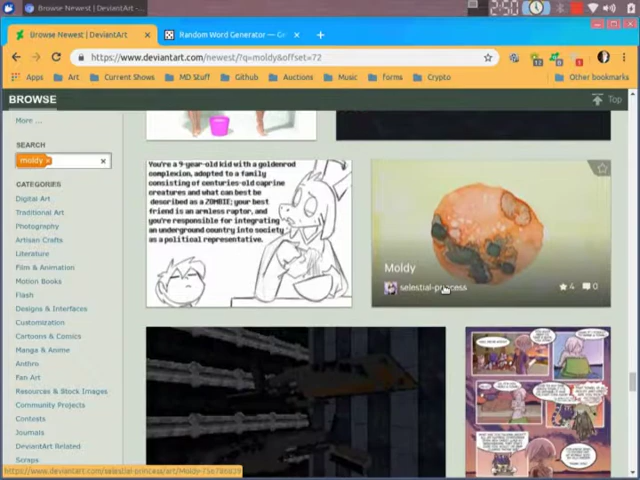 Browse Newest - DeviantArt -...
2:50
Browse Newest | DeviantArt
Random Word Generator — Ge
https://www.deviantart.com/newest/?q=moldy&offset=72
Apps
Art
Current Shows
MD Stuff
Github
Auctions
Music
forms
Crypto
Other bookmarks
BROWSE
Top
More ...
SEARCH
moldy ×
CATEGORIES
Digital Art
Traditional Art
Photography
Artisan Crafts
Literature
Film & Animation
Motion Books
Flash
Designs & Interfaces
Customization
Cartoons & Comics
Manga & Anime
Anthro
Fan Art
Resources & Stock Images
Community Projects
Contests
Journals
DeviantArt Related
Scraps
You're a 9-year-old kid with a goldenrod
complexion, adopted to a family
consisting of centuries-old caprine
creatures and what can best be
described as a ZOMBIE; your best
friend is an armless raptor, and
you're responsible for integrating
an underground country into society
as a political representative.
Moldy
selestial-princess
4
0